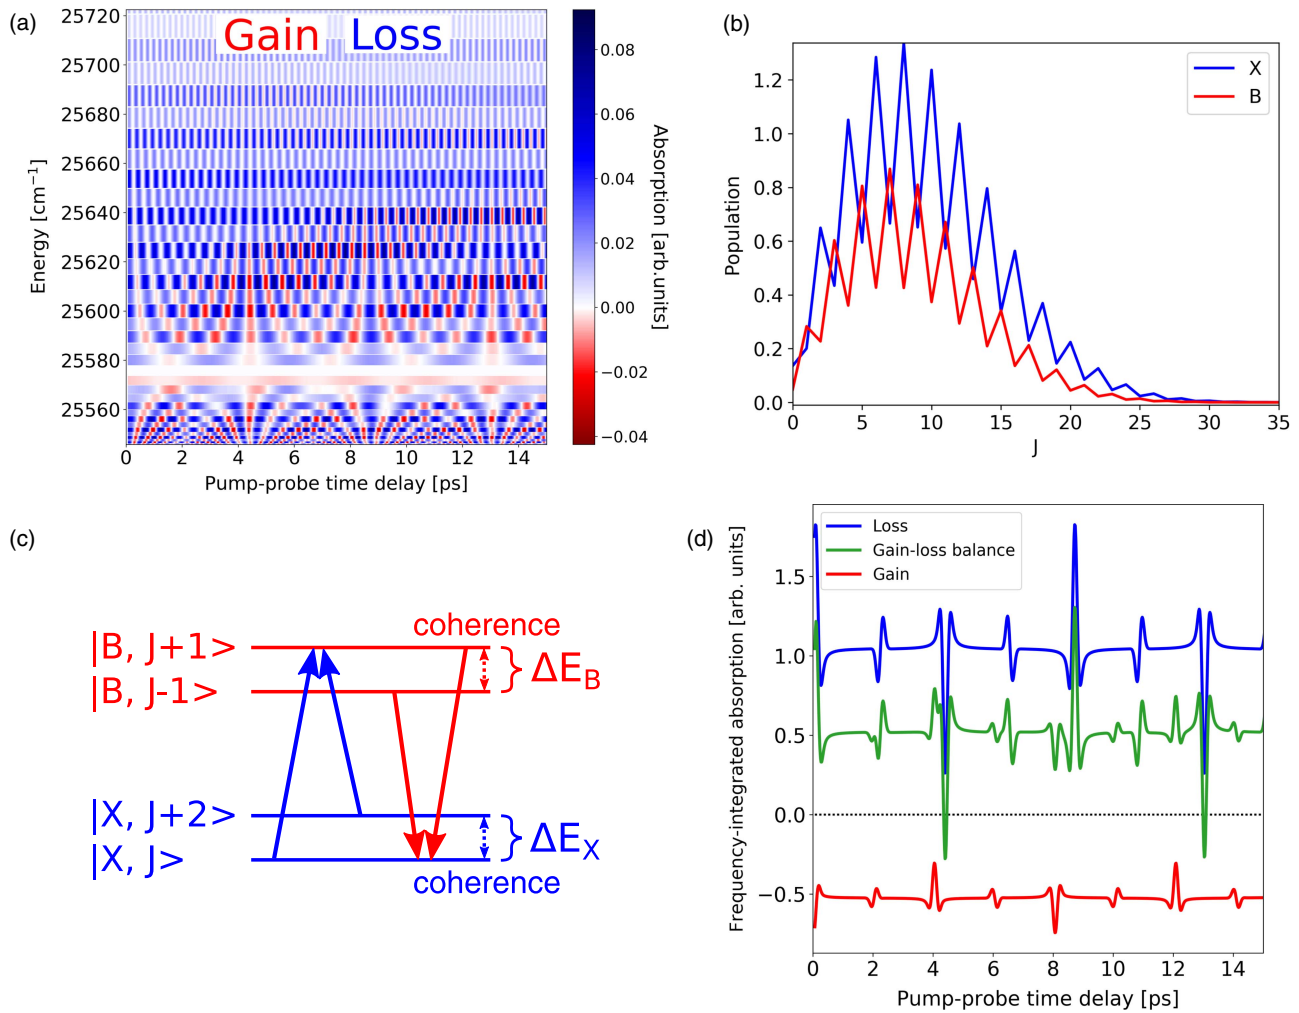 (a)
Gain Loss
25720
25700
25680
25660
25640
25620
25600
25580
25560
Energy [cm⁻¹]
0 2 4 6 8 10 12 14
Pump-probe time delay [ps]
0.08
0.06
0.04
0.02
0.00
−0.02
−0.04
Absorption [arb.units]
(b)
X
B
1.2
1.0
0.8
0.6
0.4
0.2
0.0
Population
0 5 10 15 20 25 30 35
J
(c)
coherence
|B, J+1>
|B, J-1>
} ΔE_B
|X, J+2>
|X, J>
} ΔE_X
coherence
(d)
Loss
Gain-loss balance
Gain
1.5
1.0
0.5
0.0
−0.5
Frequency-integrated absorption [arb. units]
0 2 4 6 8 10 12 14
Pump-probe time delay [ps]